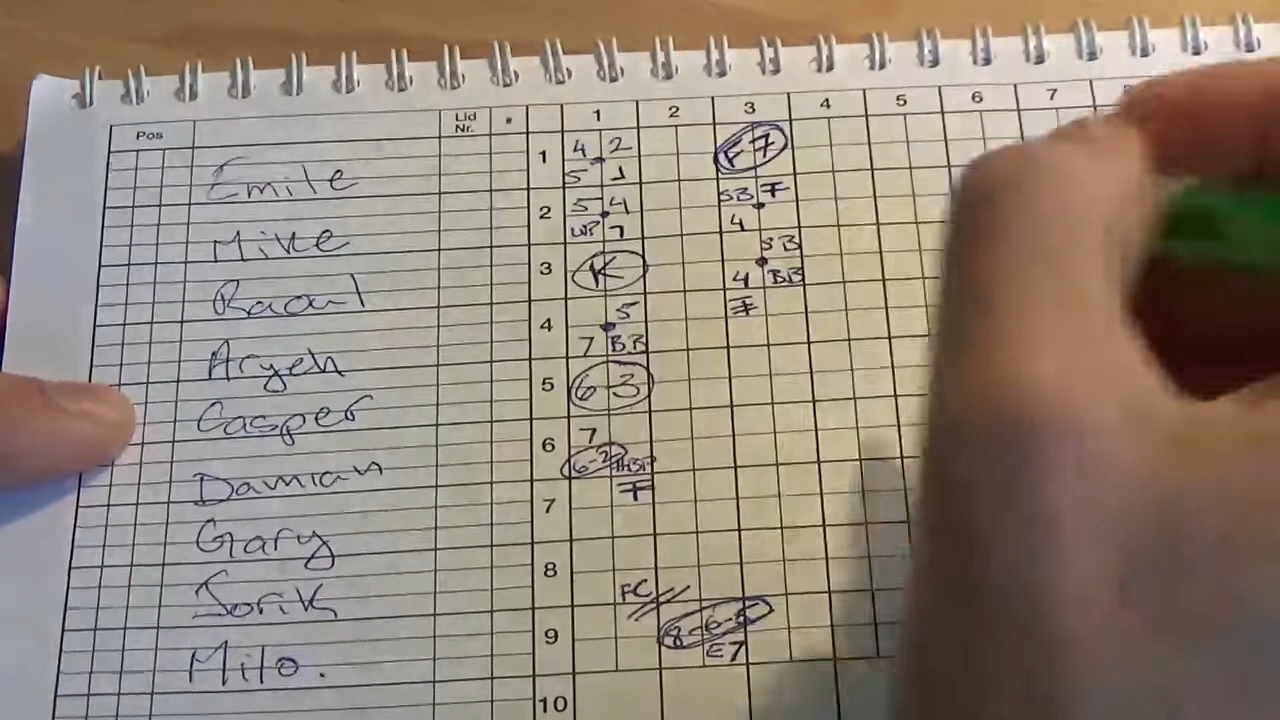 Pos Lid Nr. * 1 2 3 4 5 6 7
Emile 1 4 2 F7
5 1
Mike 2 5 4 SB 7
WP 7 4
Raoul 3 K SB
4 BB
Aryeh 4 5
7 BB
Casper 5 6-3
Damian 6 7
6-2
Gary 7
Jorik 8
FC
Milo. 9 8-6-5
E7
10